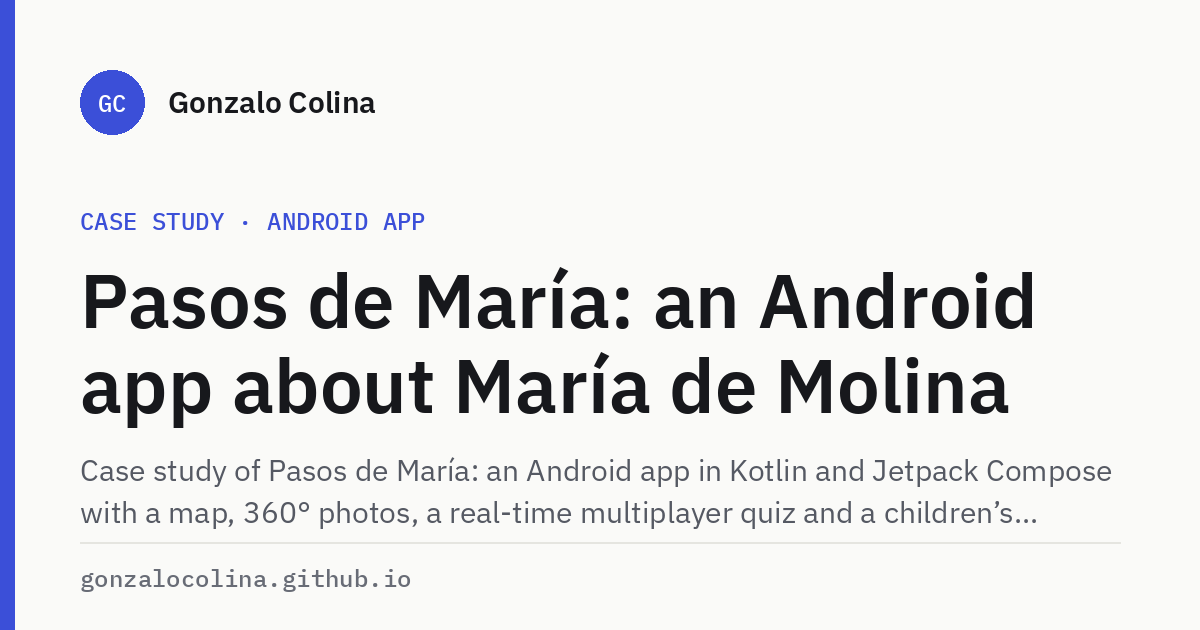 GC
Gonzalo Colina
CASE STUDY · ANDROID APP
Pasos de María: an Android
app about María de Molina
Case study of Pasos de María: an Android app in Kotlin and Jetpack Compose
with a map, 360° photos, a real-time multiplayer quiz and a children’s…
gonzalocolina.github.io